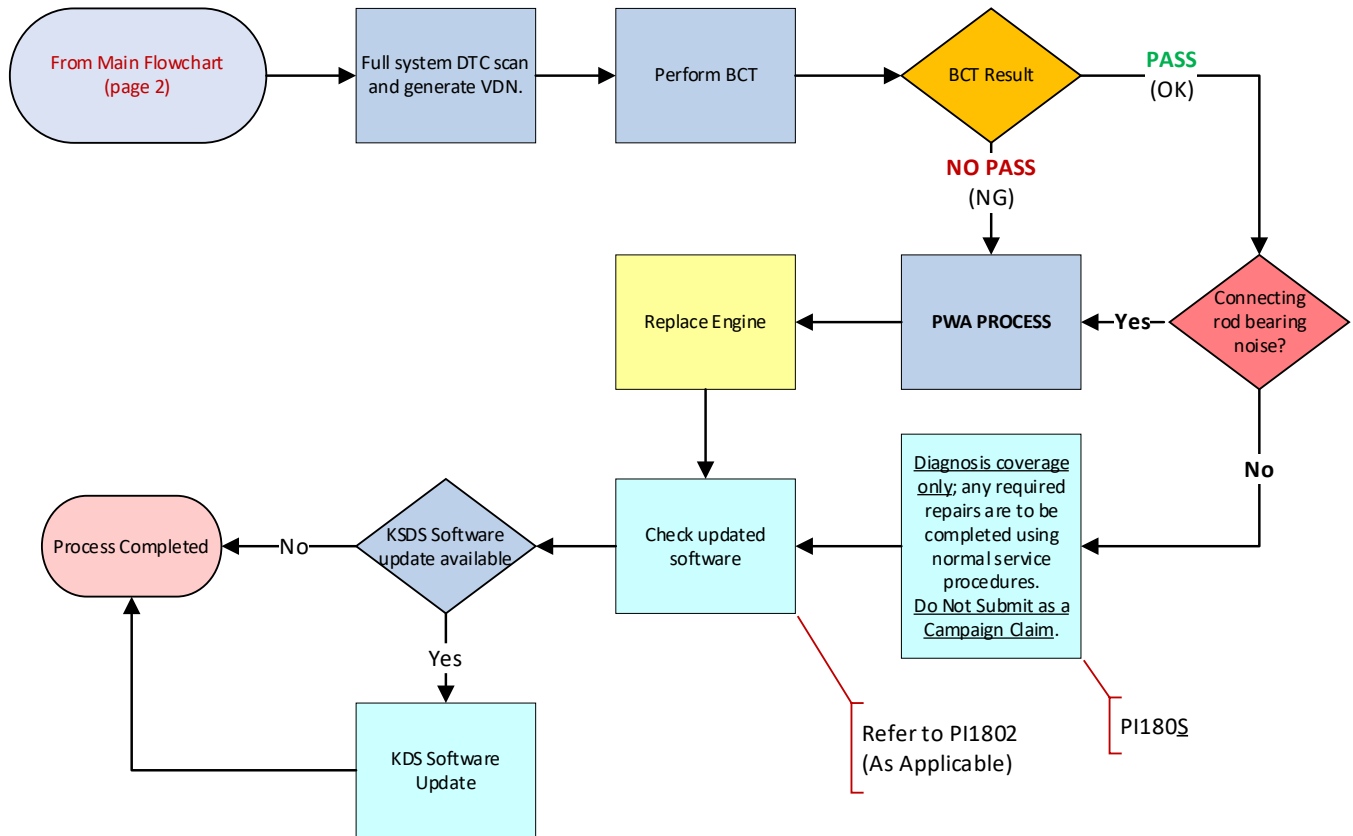 From Main Flowchart
(page 2)
Full system DTC scan
and generate VDN.
Perform BCT
BCT Result
PASS
(OK)
NO PASS
(NG)
Replace Engine
PWA PROCESS
Yes
Connecting
rod bearing
noise?
No
Diagnosis coverage
only; any required
repairs are to be
completed using
normal service
procedures.
Do Not Submit as a
Campaign Claim.
Check updated
software
KSDS Software
update available
No
Process Completed
Yes
KDS Software
Update
Refer to PI1802
(As Applicable)
PI180S